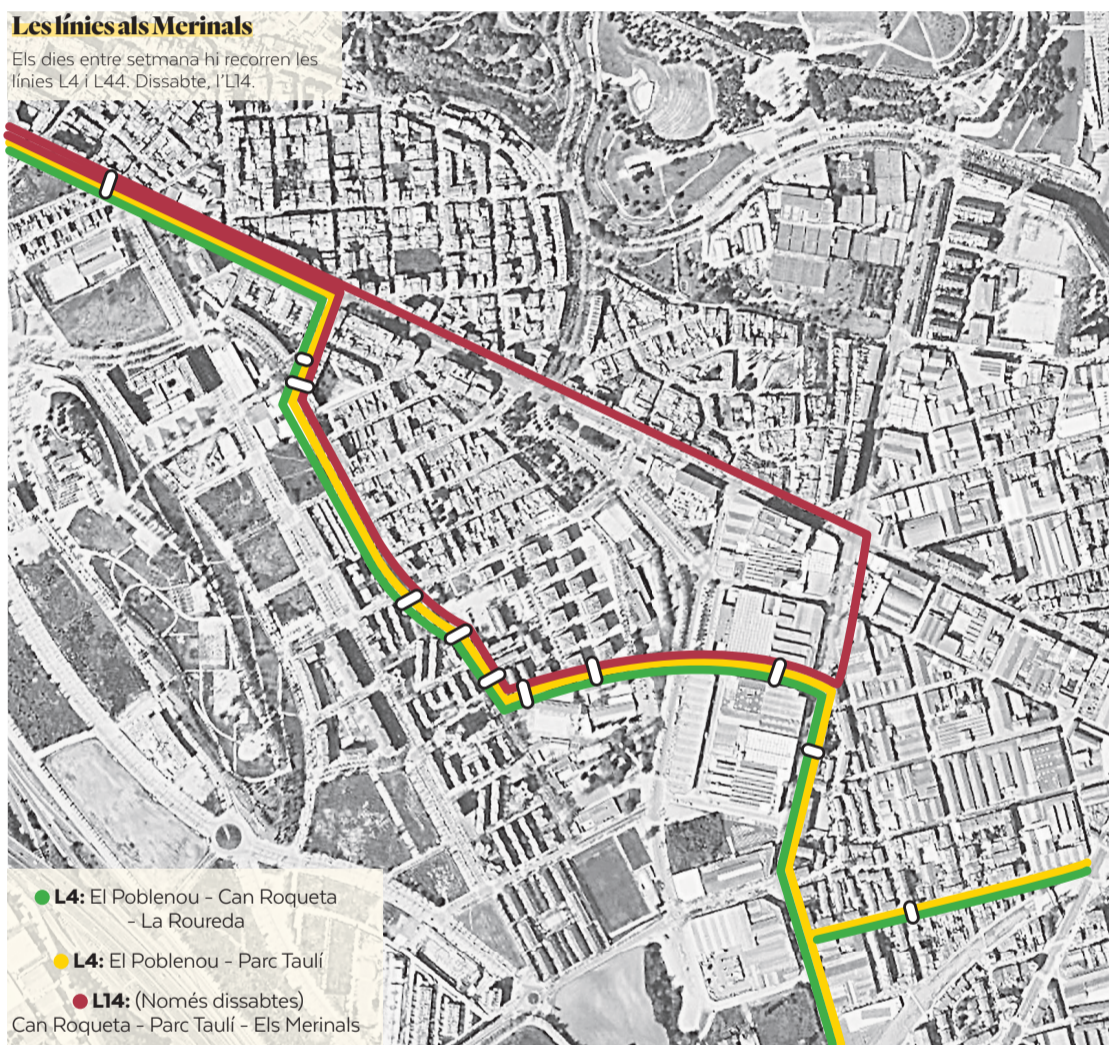 Les línies als Merinals
Els dies entre setmana hi recorren les
línies L4 i L44. Dissabte, l'L14.
L4: El Poblenou - Can Roqueta
- La Roureda
L4: El Poblenou - Parc Taulí
L14: (Només dissabtes)
Can Roqueta - Parc Taulí - Els Merinals